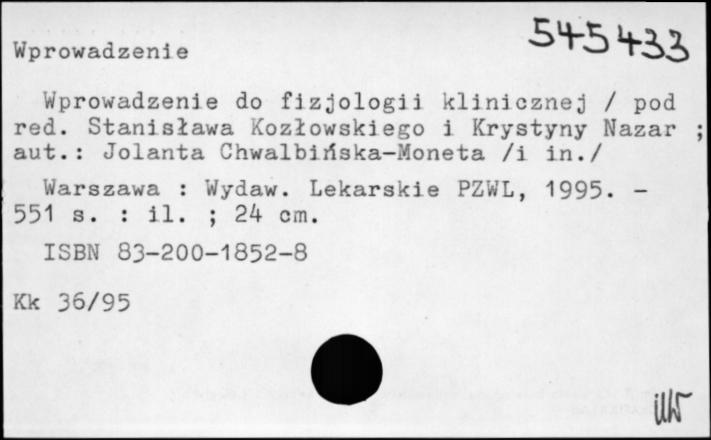 545433
Wprowadzenie
Wprowadzenie do fizjologii klinicznej / pod
red. Stanisława Kozłowskiego i Krystyny Nazar ;
aut.: Jolanta Chwalbińska-Moneta /i in./
Warszawa : Wydaw. Lekarskie PZWL, 1995. -
551 s. : il. ; 24 cm.
ISBN 83-200-1852-8
Kk 36/95